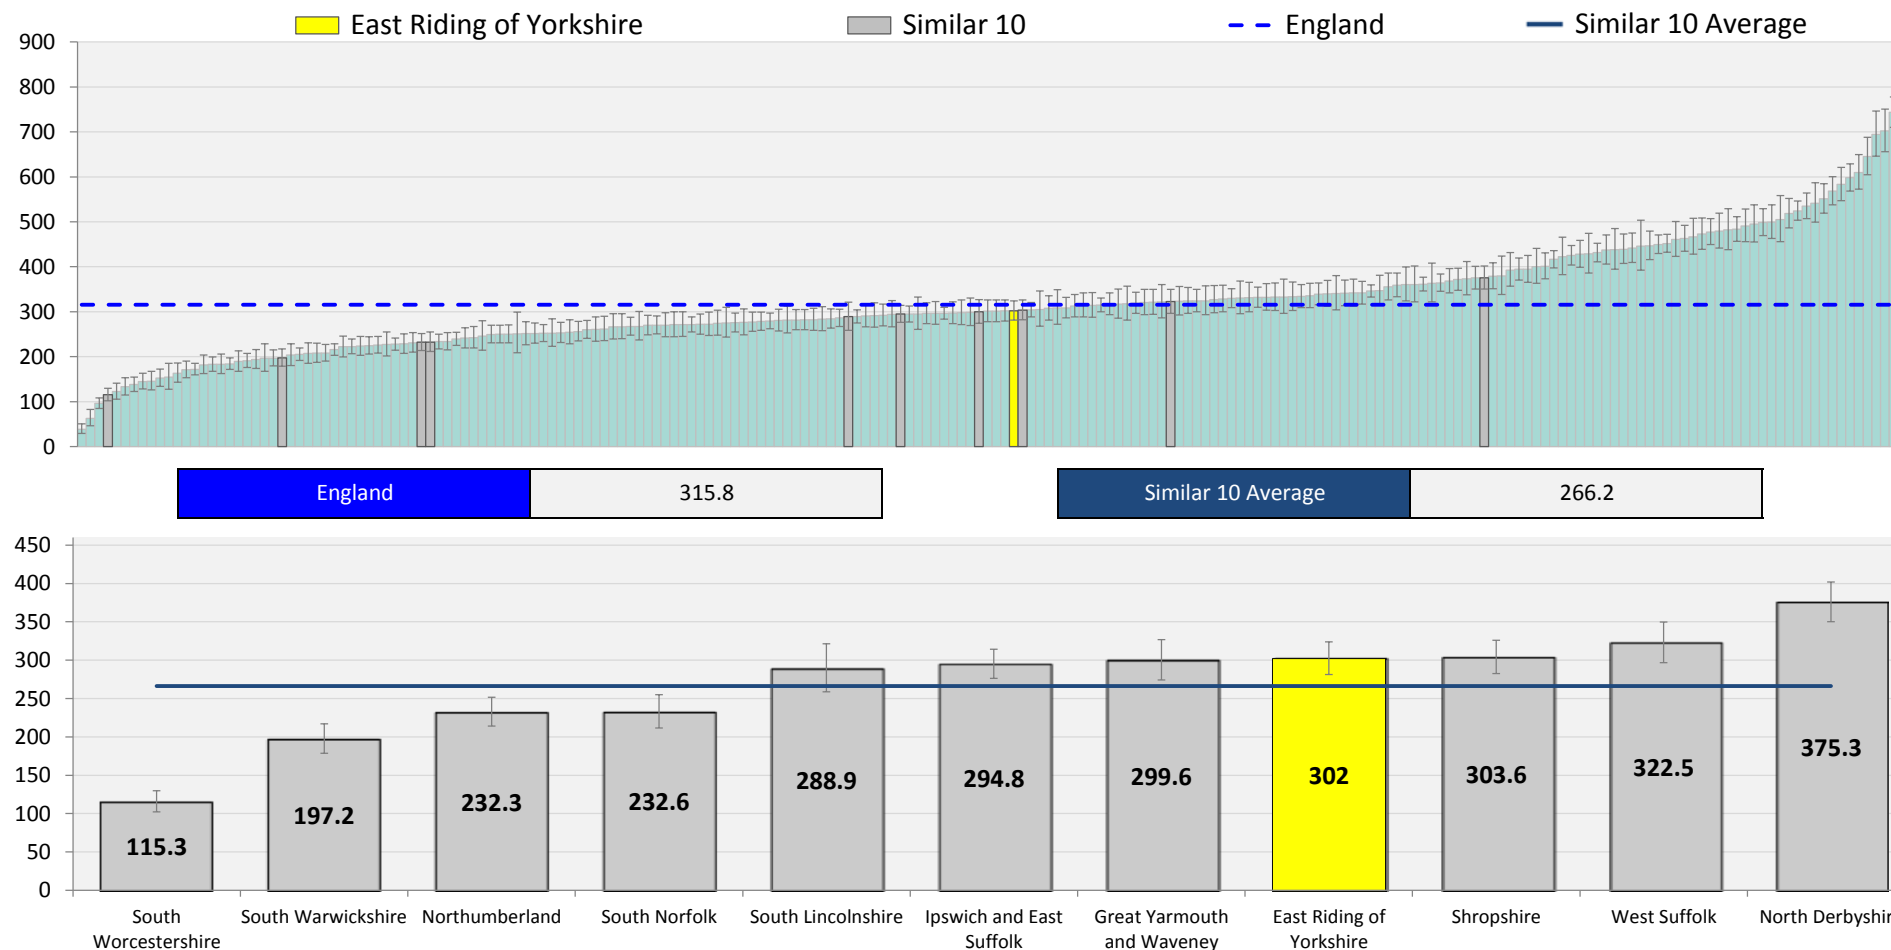 East Riding of Yorkshire Similar 10 England Similar 10 Average
900
800
700
600
500
400
300
200
100
0
England 315.8 Similar 10 Average 266.2
450
400
350
300
250
200
150
100
50
0
115.3 197.2 232.3 232.6 288.9 294.8 299.6 302 303.6 322.5 375.3
South Worcestershire
South Warwickshire
Northumberland
South Norfolk
South Lincolnshire
Ipswich and East Suffolk
Great Yarmouth and Waveney
East Riding of Yorkshire
Shropshire
West Suffolk
North Derbyshir